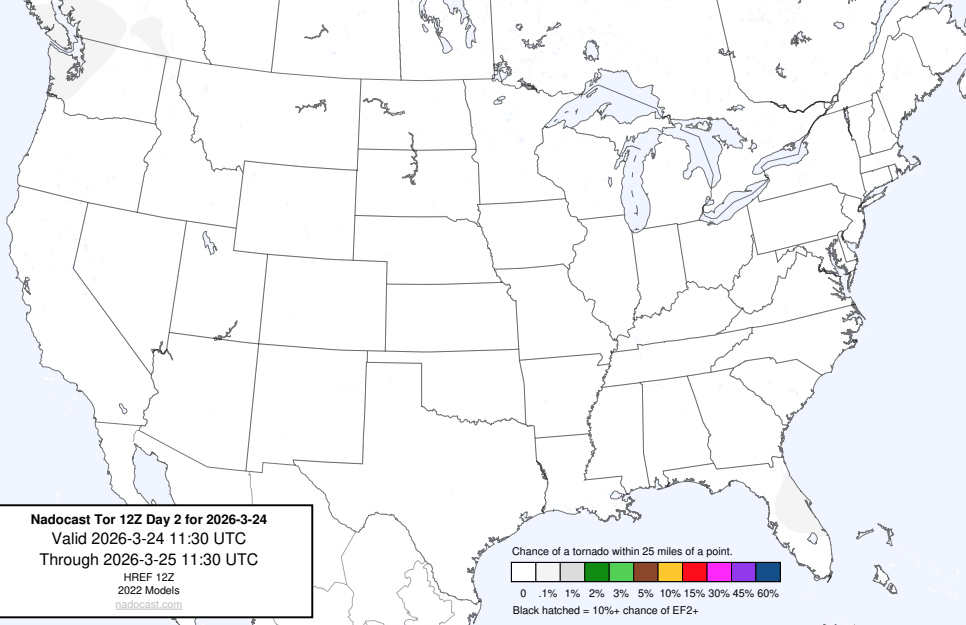 Nadocast Tor 12Z Day 2 for 2026-3-24
Valid 2026-3-24 11:30 UTC
Through 2026-3-25 11:30 UTC
HREF 12Z
2022 Models
nadocast.com
Chance of a tornado within 25 miles of a point.
0 .1% 1% 2% 3% 5% 10% 15% 30% 45% 60%
Black hatched = 10%+ chance of EF2+